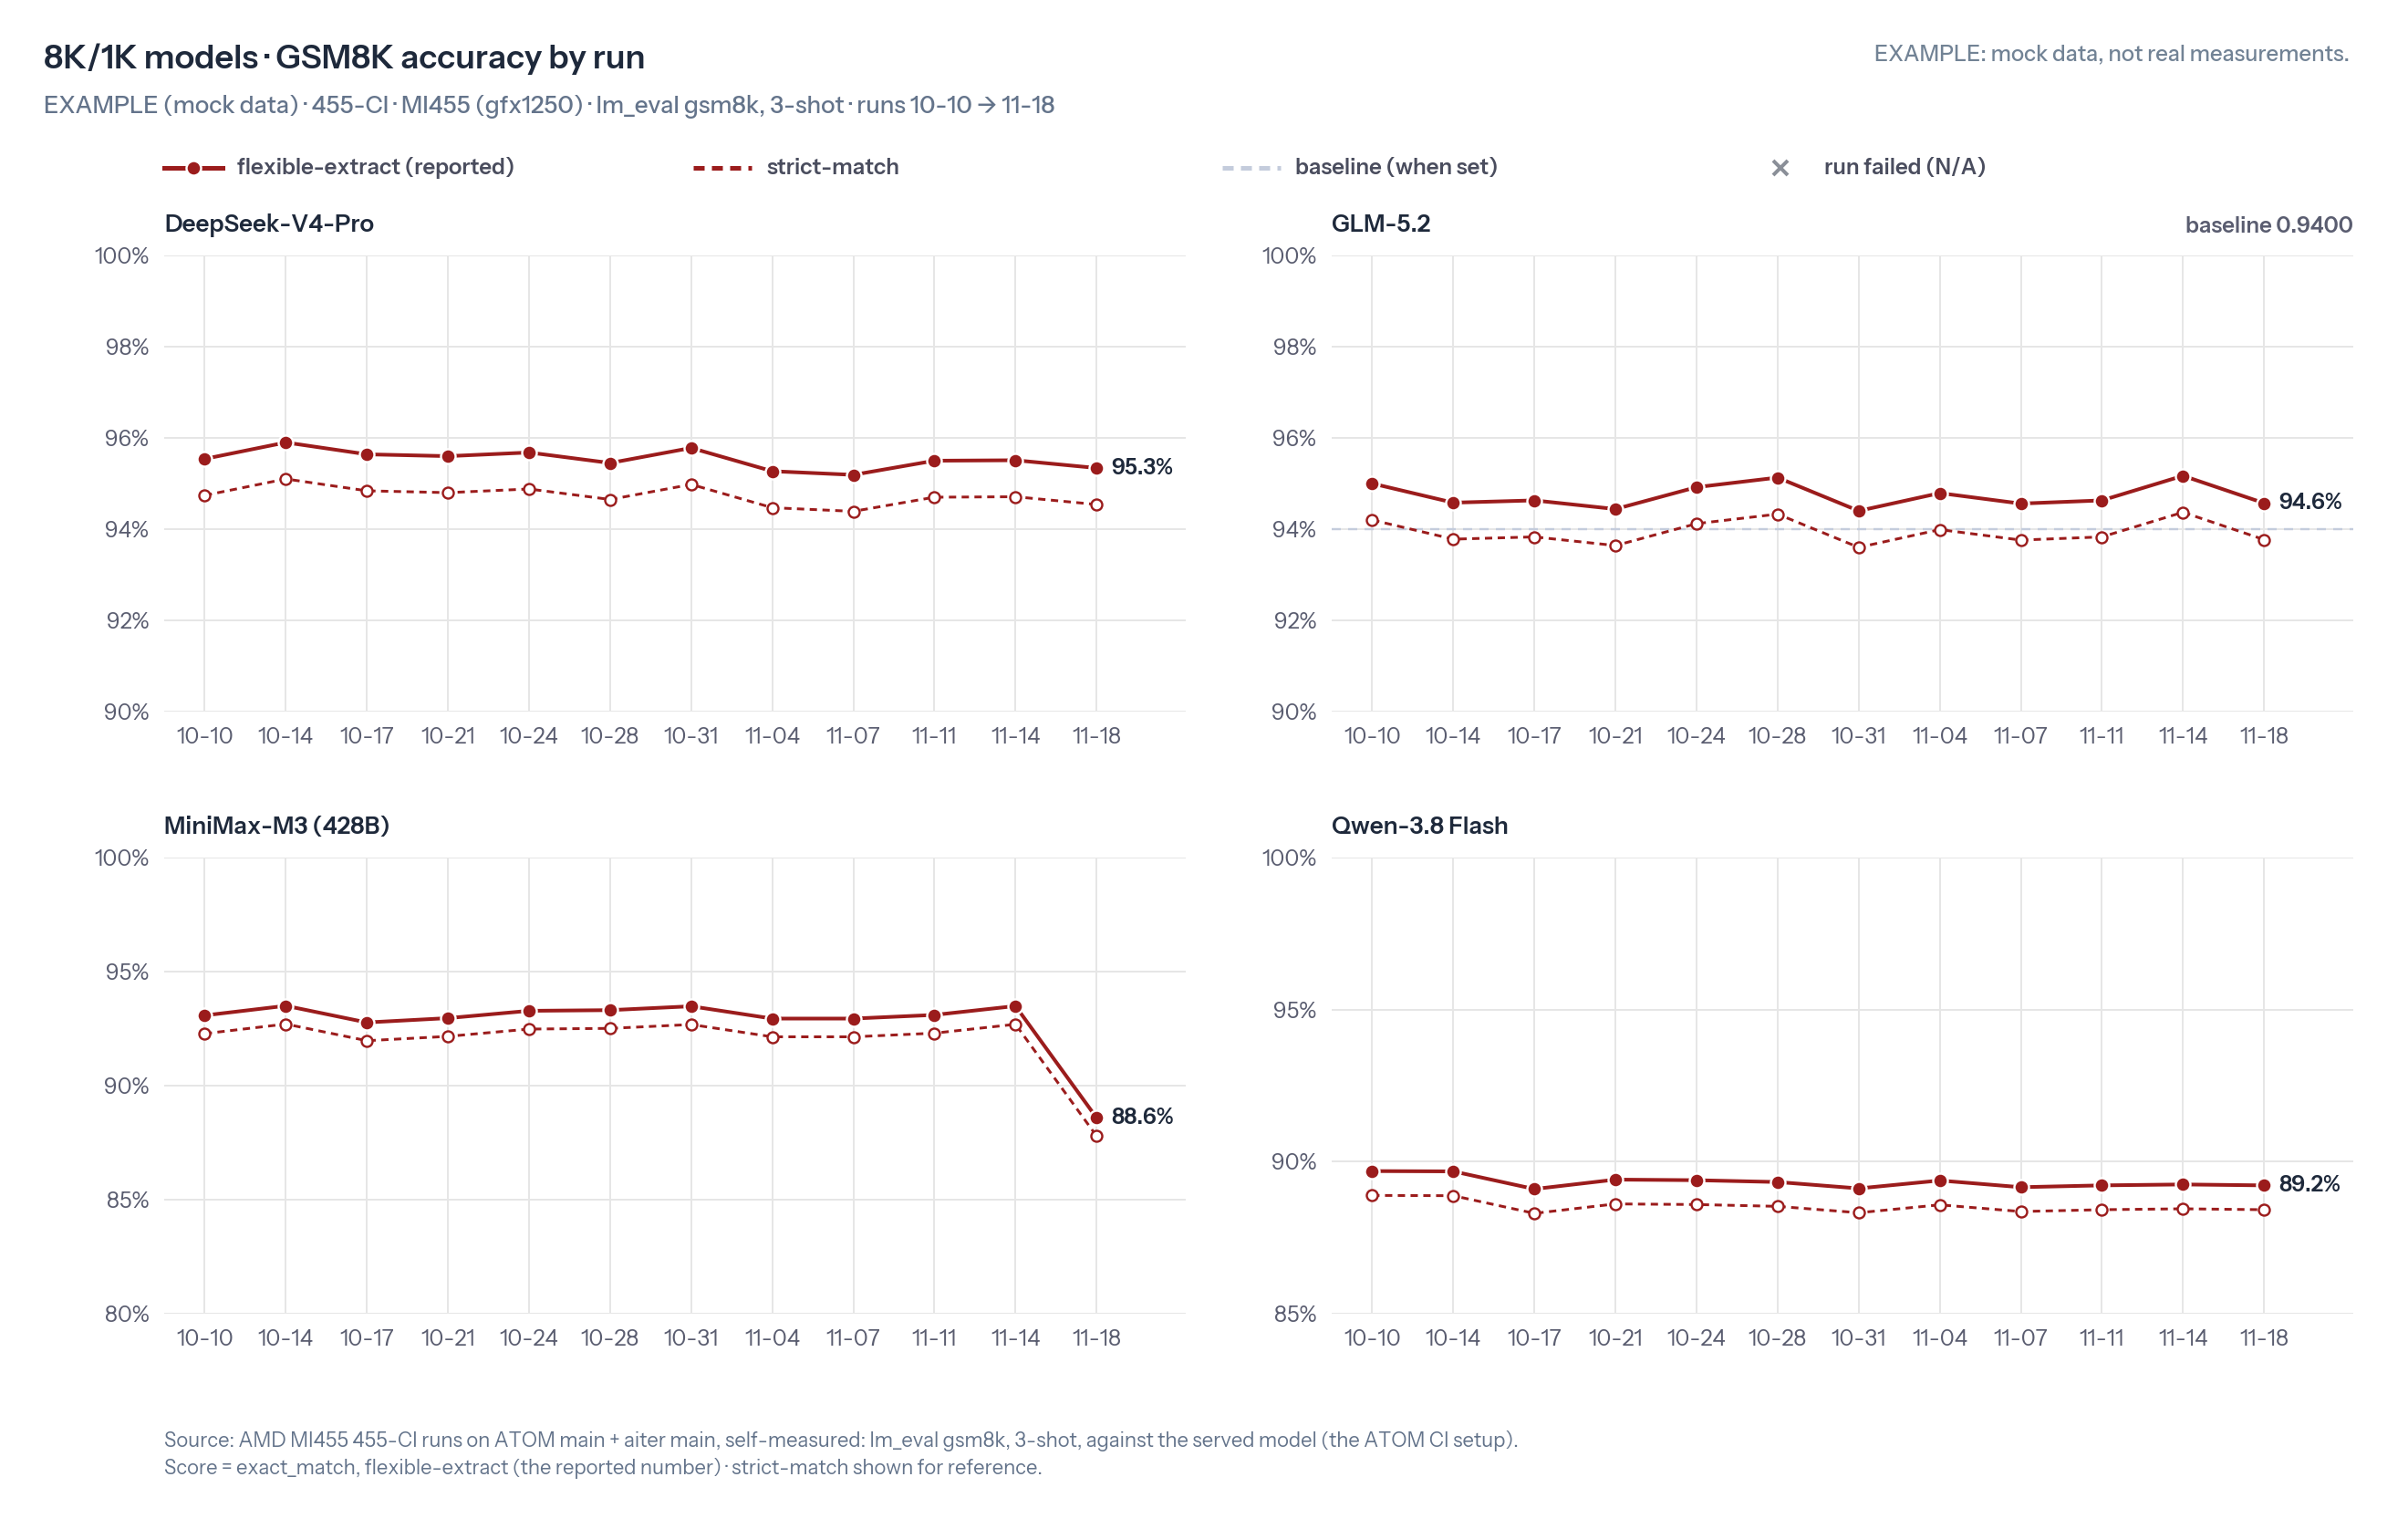 8K/1K models · GSM8K accuracy by run
EXAMPLE: mock data, not real measurements.
EXAMPLE (mock data) · 455-CI · MI455 (gfx1250) · lm_eval gsm8k, 3-shot · runs 10-10 → 11-18
flexible-extract (reported)
strict-match
baseline (when set)
run failed (N/A)
DeepSeek-V4-Pro
100%
98%
96%
94%
92%
90%
95.3%
10-10 10-14 10-17 10-21 10-24 10-28 10-31 11-04 11-07 11-11 11-14 11-18
GLM-5.2
baseline 0.9400
100%
98%
96%
94%
92%
90%
94.6%
10-10 10-14 10-17 10-21 10-24 10-28 10-31 11-04 11-07 11-11 11-14 11-18
MiniMax-M3 (428B)
100%
95%
90%
85%
80%
88.6%
10-10 10-14 10-17 10-21 10-24 10-28 10-31 11-04 11-07 11-11 11-14 11-18
Qwen-3.8 Flash
100%
95%
90%
85%
89.2%
10-10 10-14 10-17 10-21 10-24 10-28 10-31 11-04 11-07 11-11 11-14 11-18
Source: AMD MI455 455-CI runs on ATOM main + aiter main, self-measured: lm_eval gsm8k, 3-shot, against the served model (the ATOM CI setup).
Score = exact_match, flexible-extract (the reported number) · strict-match shown for reference.